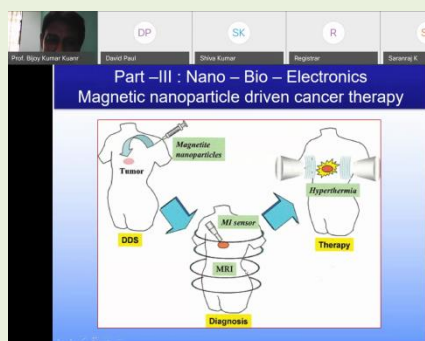 DP
SK
R
S
Prof. Bijoy Kumar Kuanr
David Paul
Shiva Kumar
Registrar
Saranraj K
Part –III : Nano – Bio – Electronics
Magnetic nanoparticle driven cancer therapy
Magnetite
nanoparticles
Tumor
Hyperthermia
MI sensor
DDS
MRI
Therapy
Diagnosis